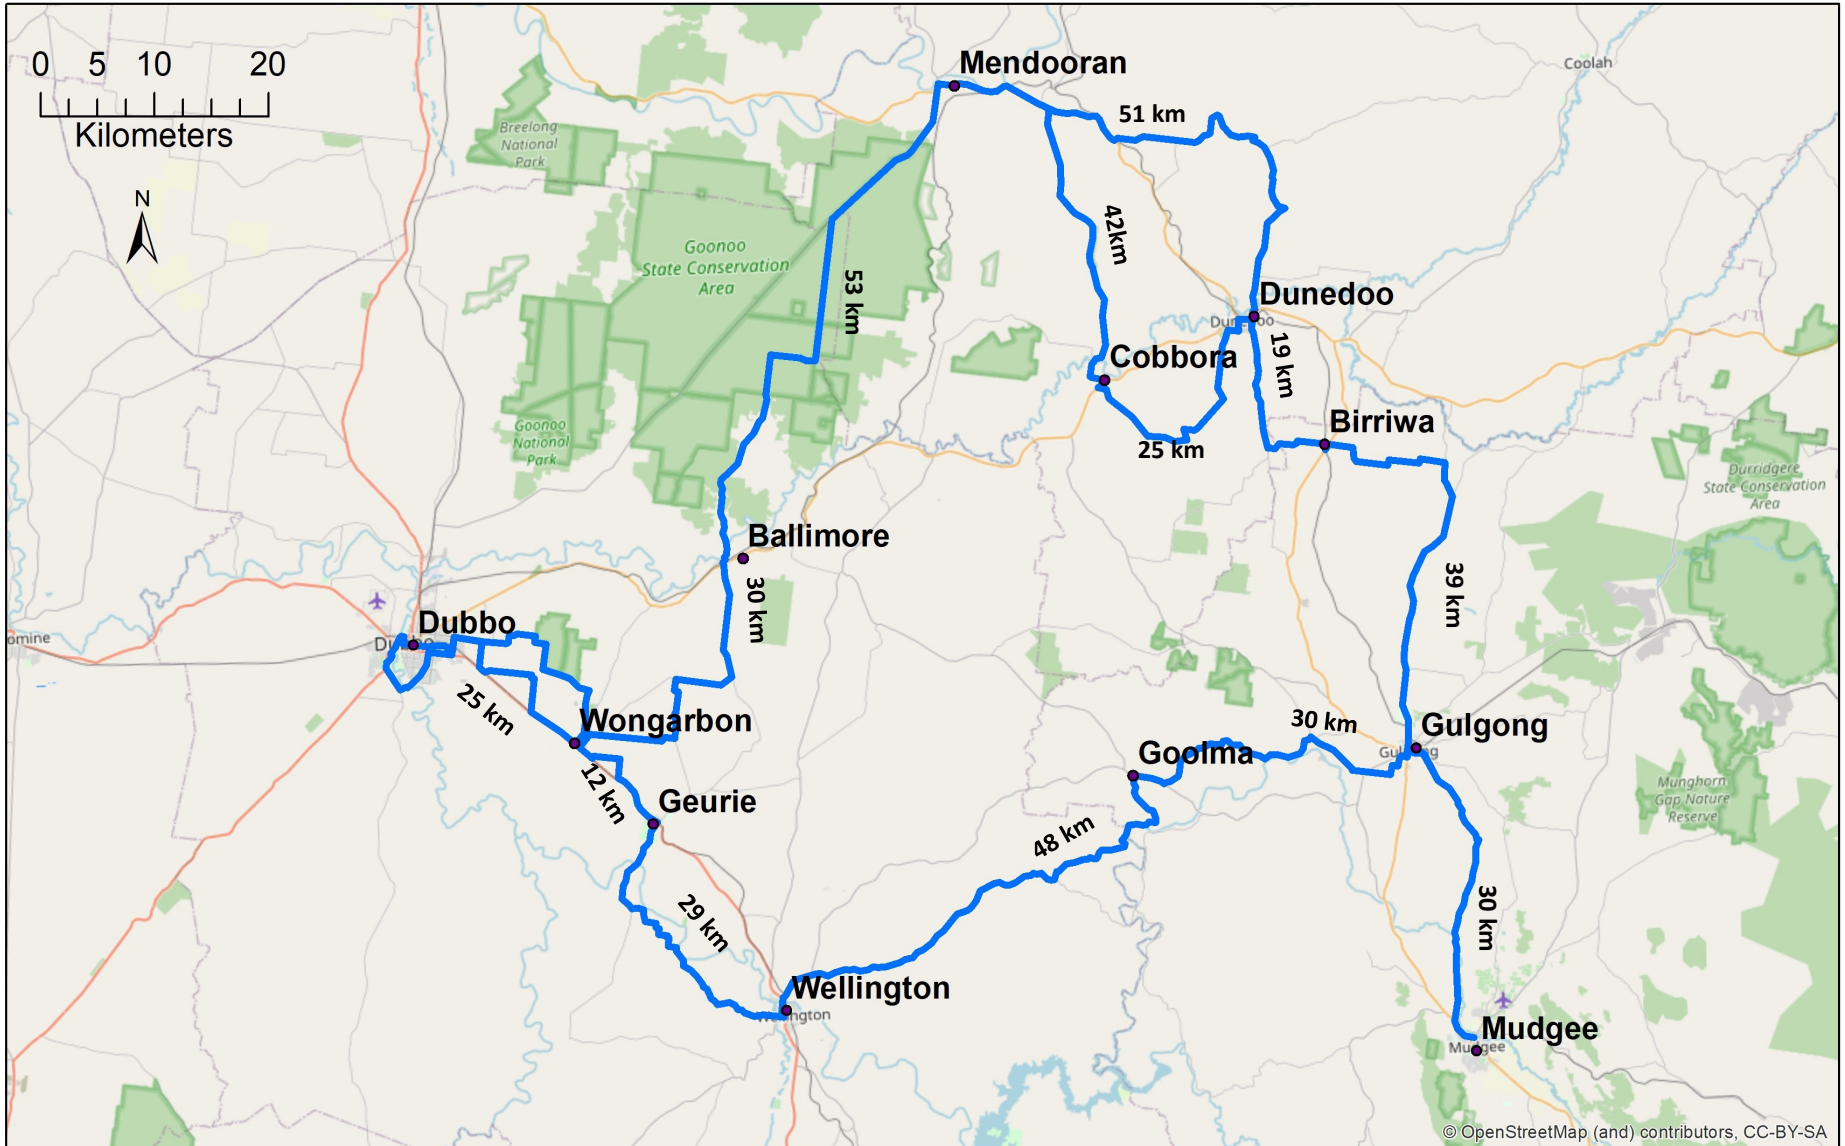 0 5 10 20
Kilometers
N
Mendooran
51 km
Coolah
Breelong
National
Park
42km
Goonoo
State Conservation
Area
53 km
Dunedoo
Cobbora
19 km
25 km
Birriwa
Goonoo
National
Park
Durridgere
State Conservation
Area
Ballimore
30 km
39 km
Dubbo
omine
25 km
Wongarbon
12 km
Geurie
Goolma
30 km
Gulgong
Munghorn
Gap Nature
Reserve
48 km
29 km
30 km
Wellington
Mudgee
Mudgee
© OpenStreetMap (and) contributors, CC-BY-SA